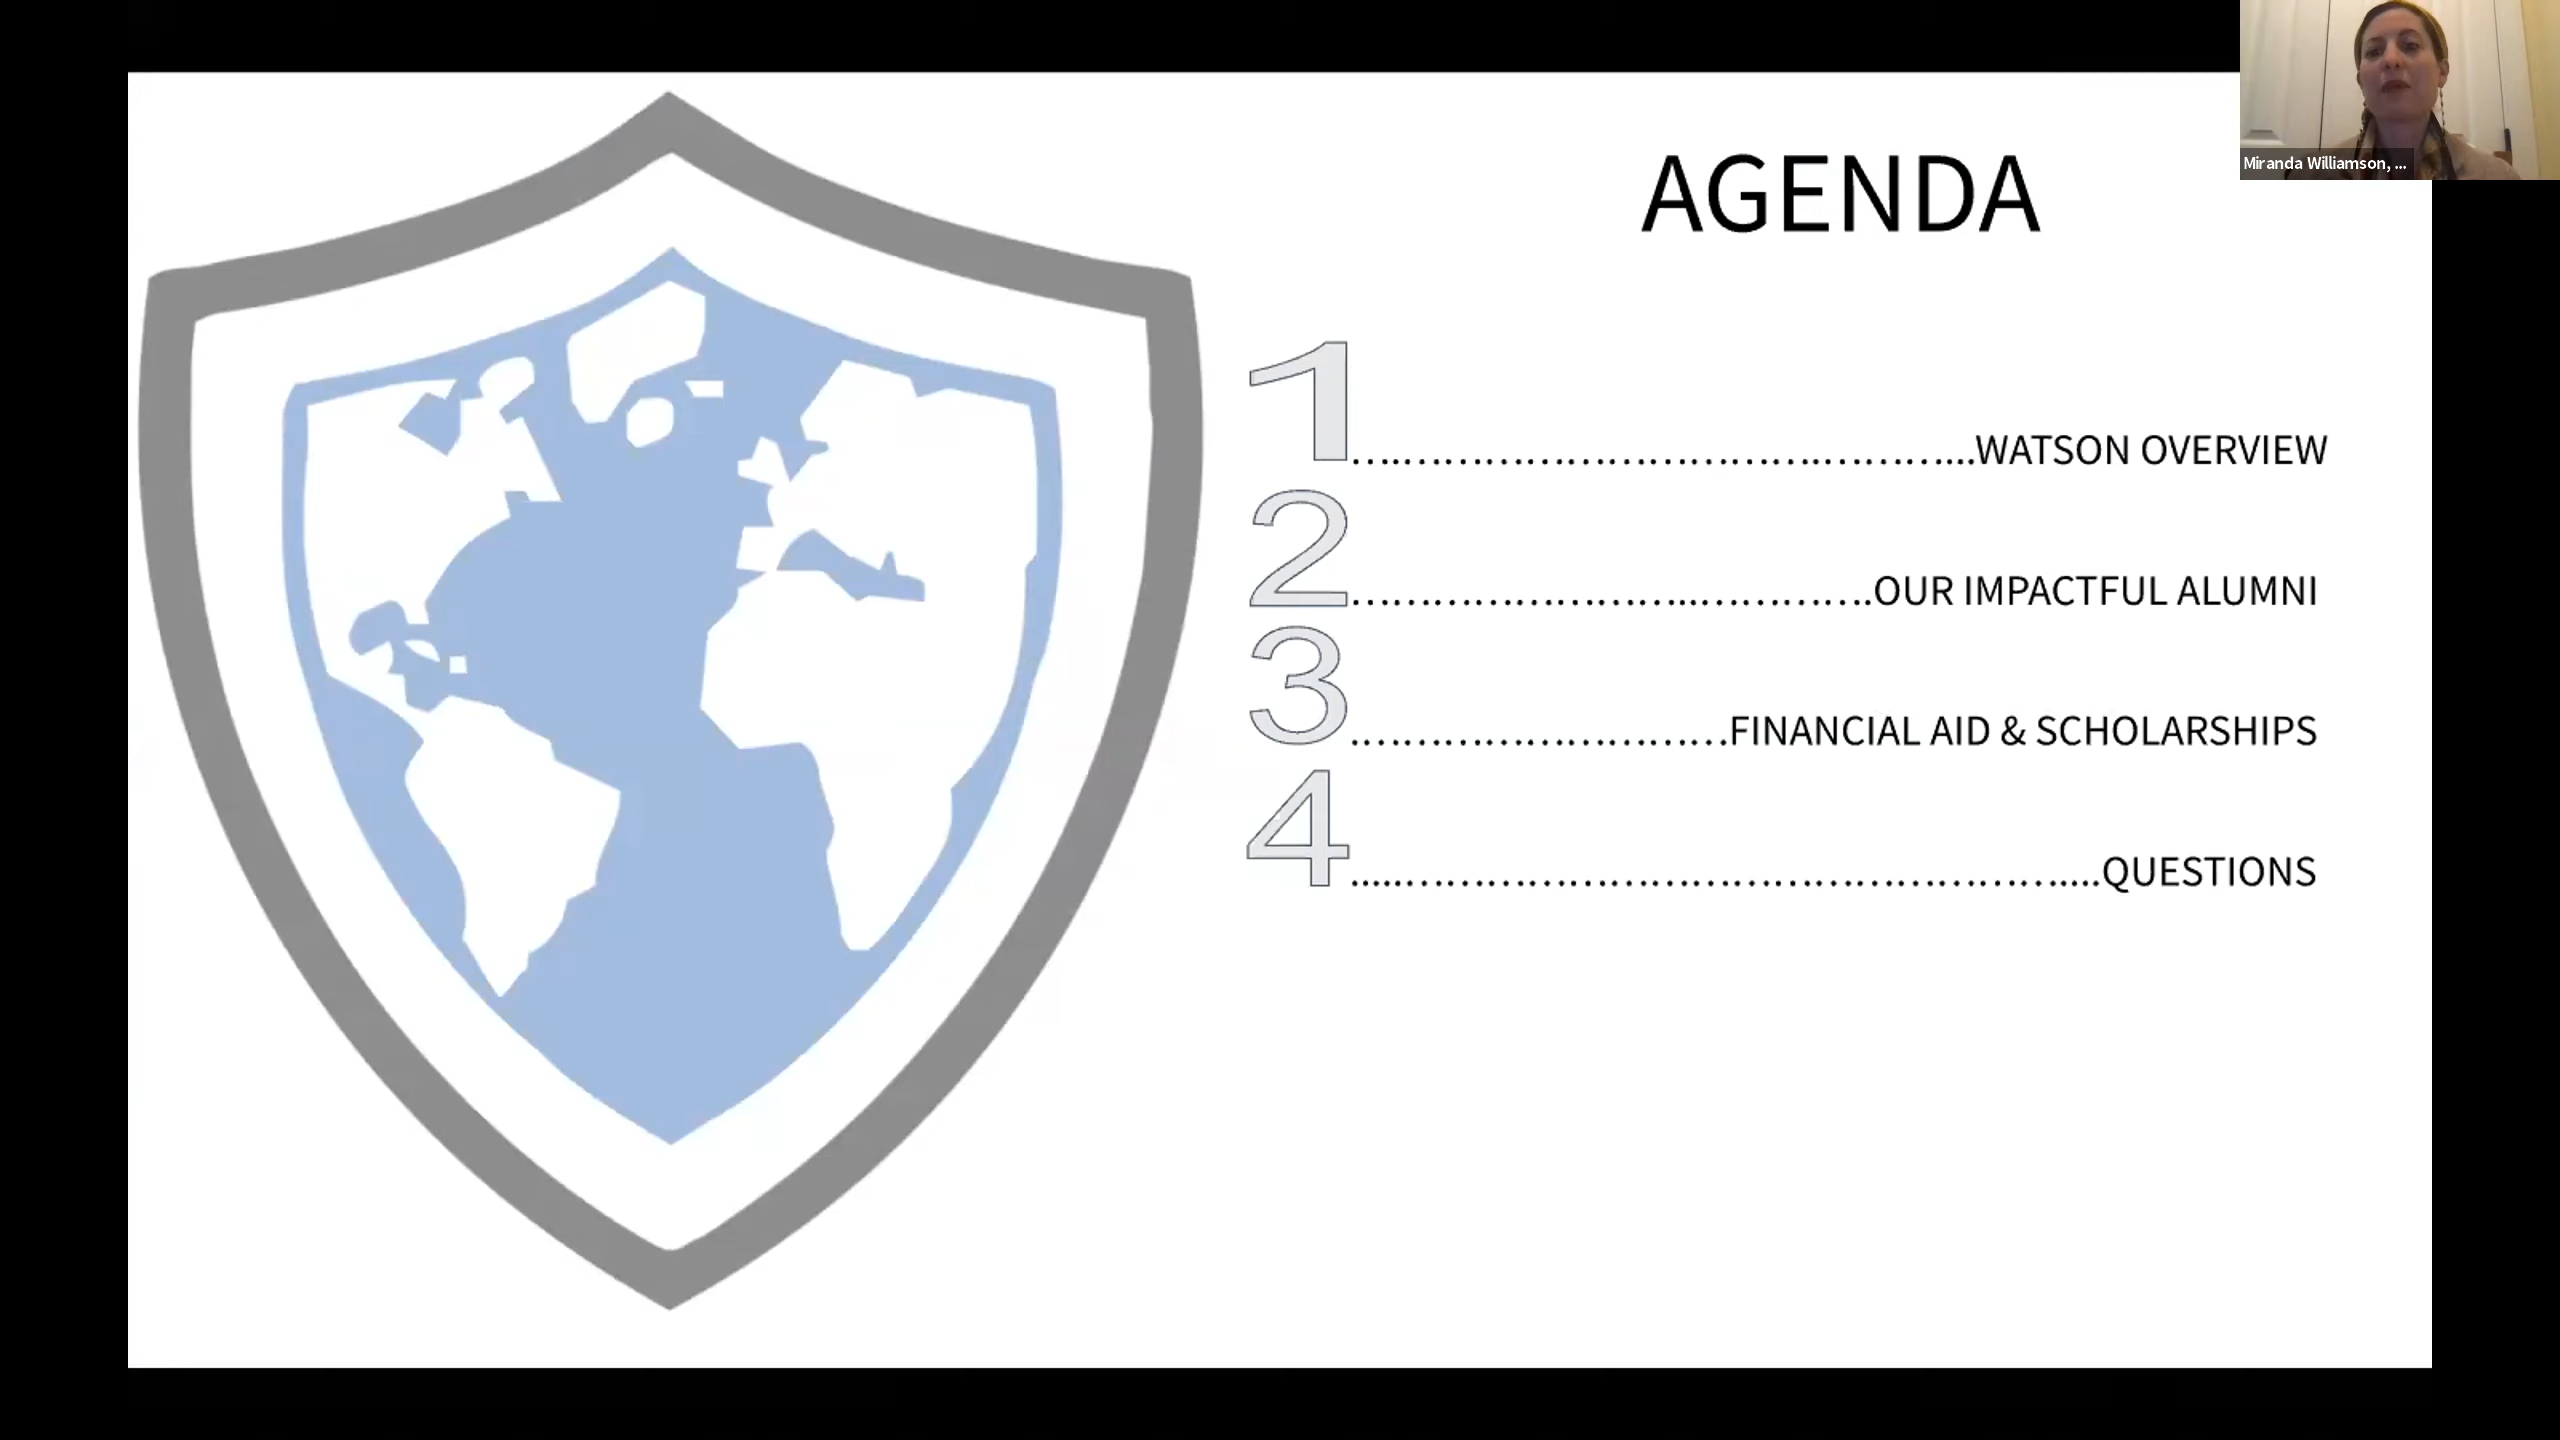 Miranda Williamson, ...
AGENDA
1……………………………………...WATSON OVERVIEW
2…………………………..………….OUR IMPACTFUL ALUMNI
3……………………….FINANCIAL AID & SCHOLARSHIPS
4.....……………………………………………....QUESTIONS